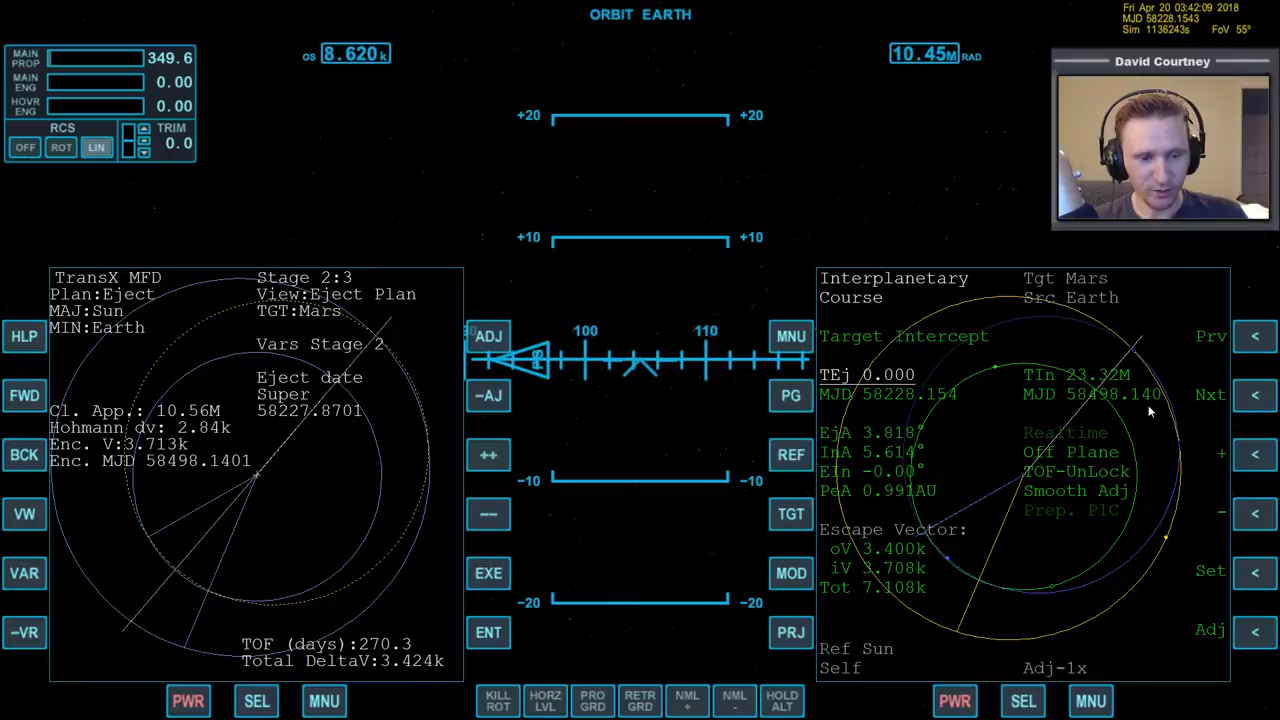 ORBIT EARTH
Fri Apr 20 03:42:09 2018
MJD 58228.1543
Sim 1136243s FoV 55°
MAIN PROP 349.6
MAIN ENG 0.00
HOVR ENG 0.00
RCS TRIM
OFF ROT LIN 0.0
OS 8.620k
10.45M RAD
David Courtney
+20 +20
+10 +10
100 110
-10 -10
-20 -20
TransX MFD Stage 2:3
Plan:Eject View:Eject Plan
MAJ:Sun TGT:Mars
MIN:Earth
Vars Stage 2
Eject date
Super
58227.8701
Cl. App.: 10.56M
Hohmann dv: 2.84k
Enc. V:3.713k
Enc. MJD 58498.1401
TOF (days):270.3
Total DeltaV:3.424k
HLP
FWD
BCK
VW
VAR
-VR
ADJ
-AJ
++
--
EXE
ENT
PWR SEL MNU
KILL ROT
HORZ LVL
PRO GRD
RETR GRD
NML +
NML -
HOLD ALT
MNU
PG
REF
TGT
MOD
PRJ
Interplanetary Tgt Mars
Course Src Earth
Target Intercept Prv
TEj 0.000 TIn 23.32M
MJD 58228.154 MJD 58498.140 Nxt
EjA 3.818° Realtime
InA 5.614° Off Plane +
EIn -0.00° TOF-UnLock
PeA 0.991AU Smooth Adj
Prep. PlC -
Escape Vector:
oV 3.400k
iV 3.708k Set
Tot 7.108k
Adj
Ref Sun
Self Adj-1x
<
<
<
<
<
<
PWR SEL MNU